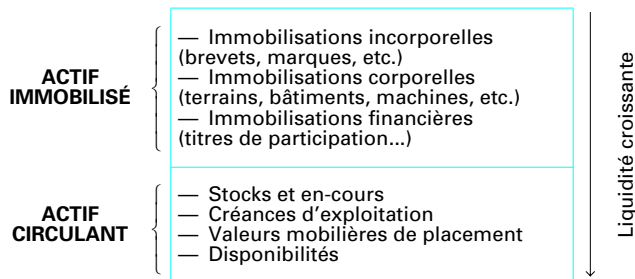 ACTIF
IMMOBILISÉ
— Immobilisations incorporelles
(brevets, marques, etc.)
— Immobilisations corporelles
(terrains, bâtiments, machines, etc.)
— Immobilisations financières
(titres de participation...)
ACTIF
CIRCULANT
— Stocks et en-cours
— Créances d'exploitation
— Valeurs mobilières de placement
— Disponibilités
Liquidité croissante